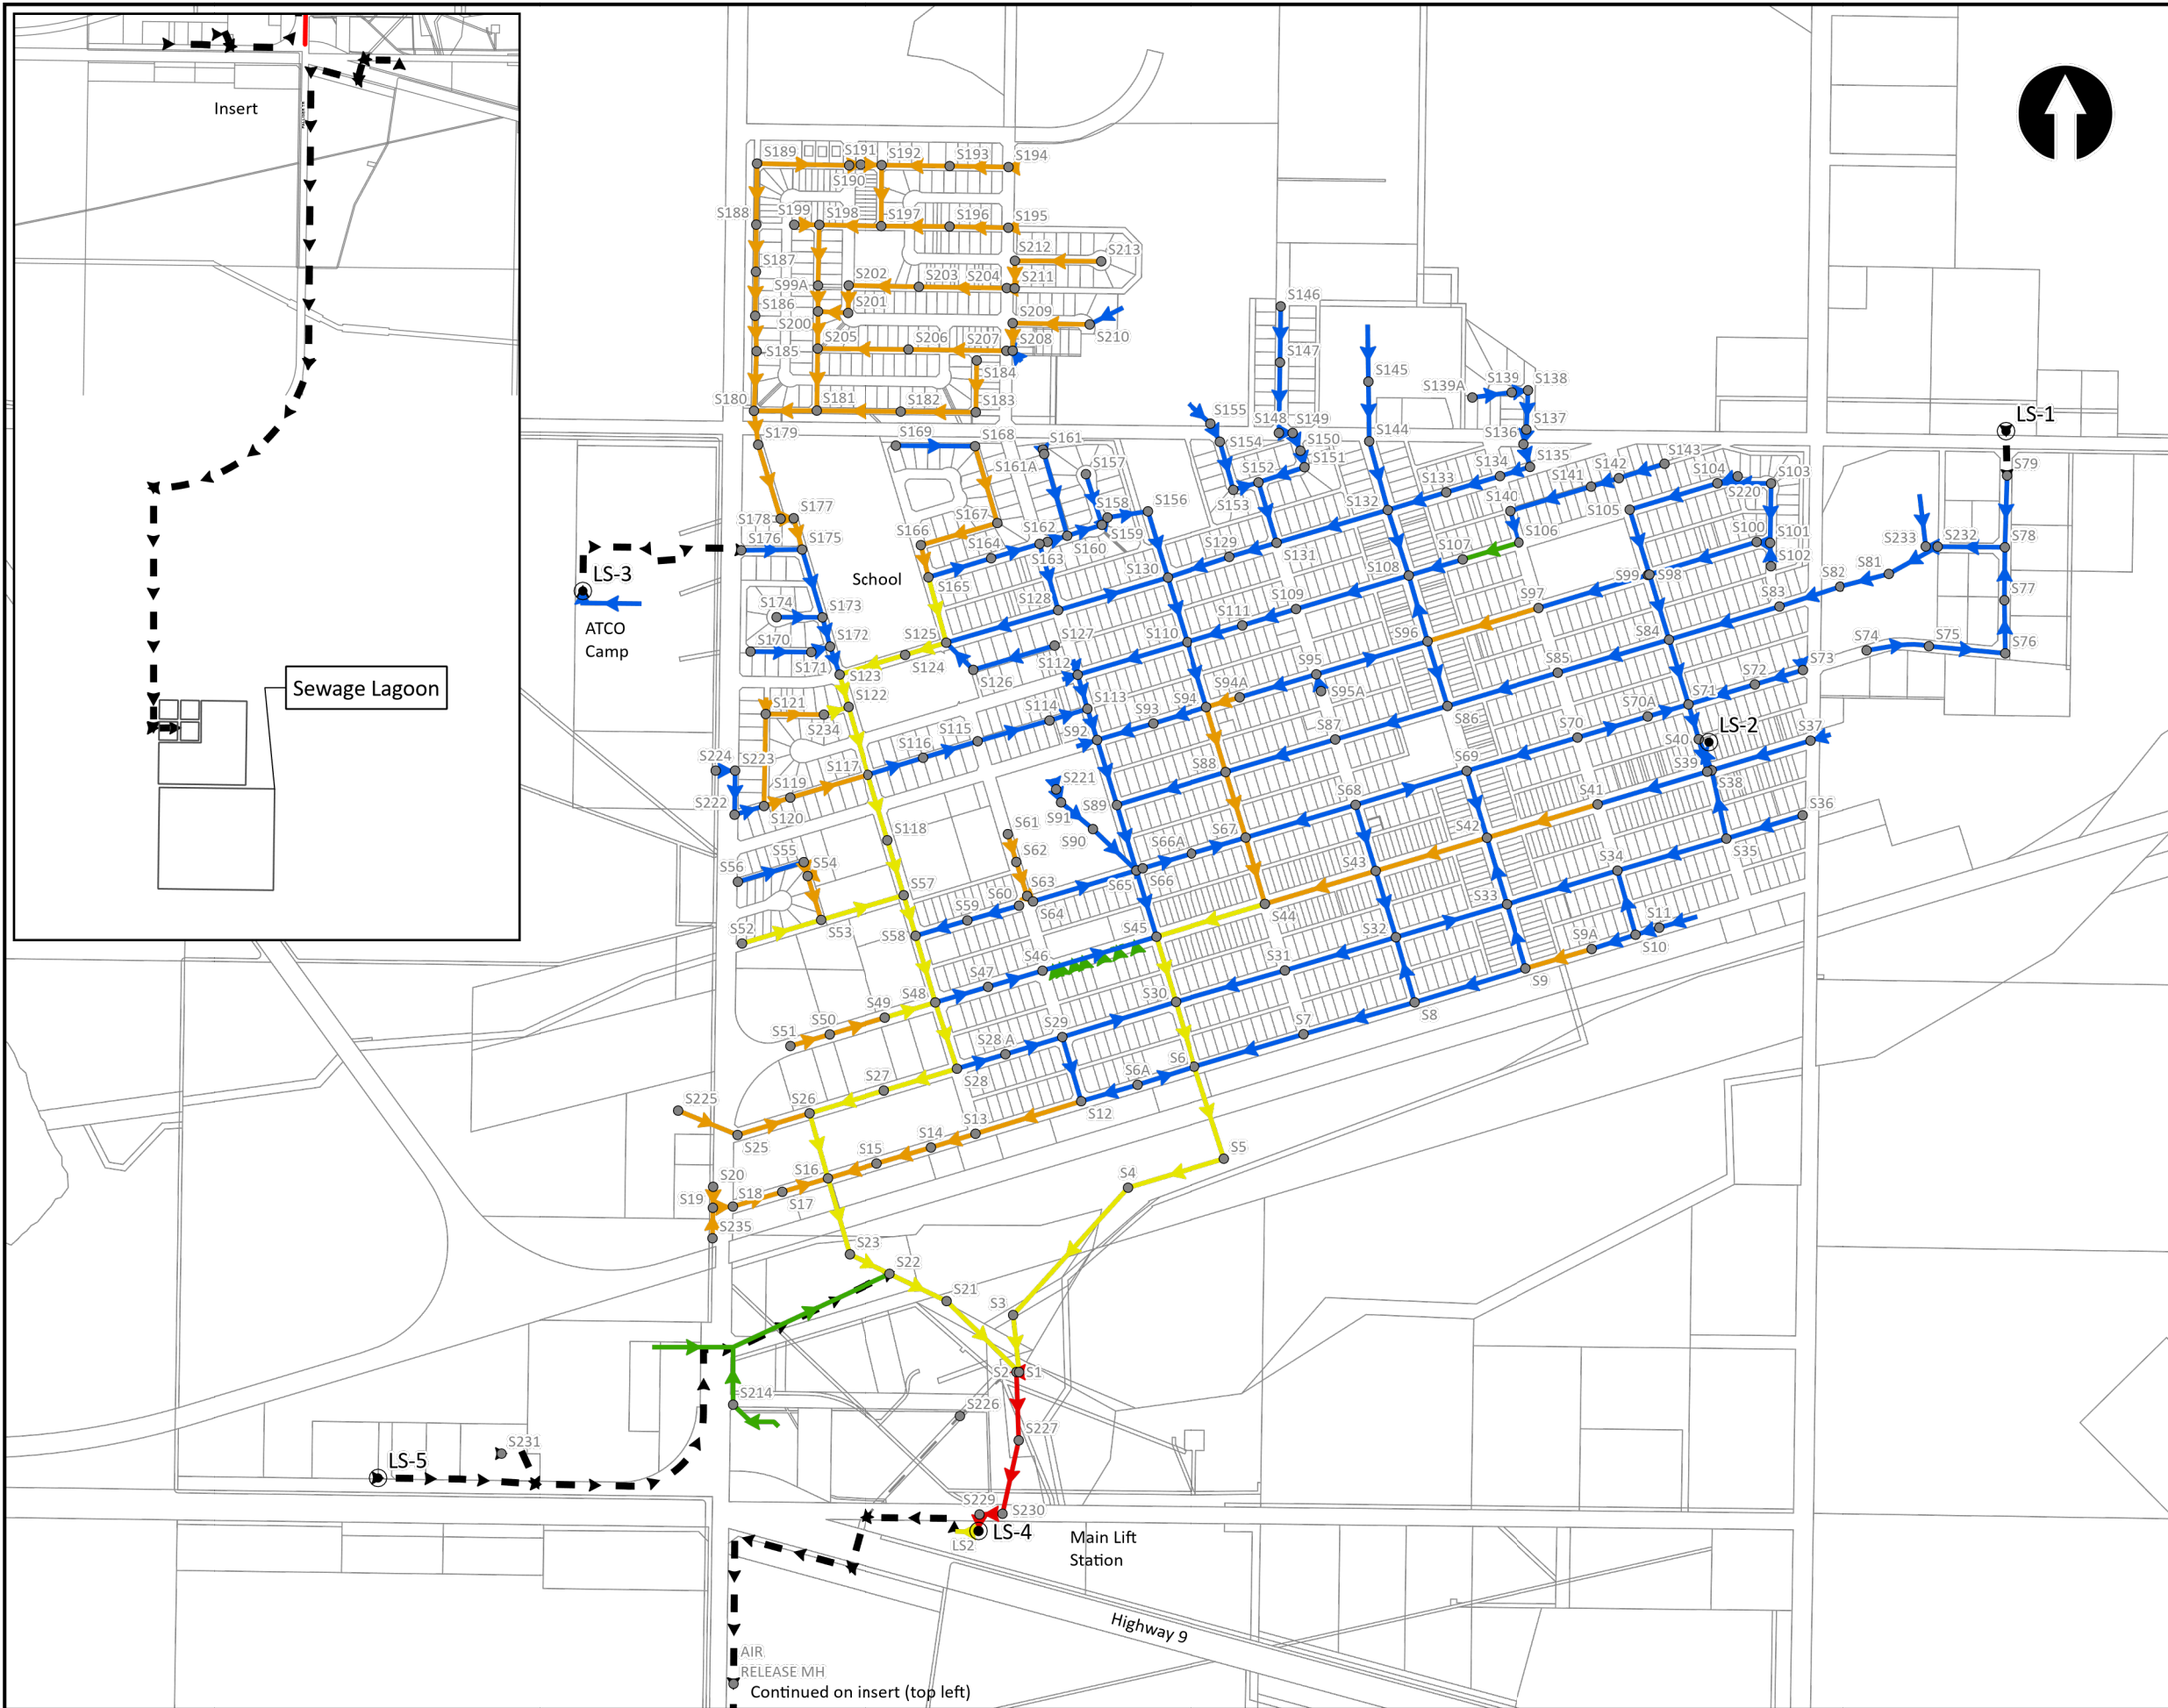 Insert
Sewage Lagoon
S189
S191
S192
S193
S194
S190
S188
S199
S198
S197
S196
S195
S212
S213
S187
S99A
S202
S203
S204
S211
S186
S201
S200
S209
S210
S185
S205
S206
S207
S208
S184
S180
S181
S182
S183
S146
S147
S145
S139A
S139
S138
S137
S136
S135
LS-1
S79
S179
S169
S168
S161A
S161
S157
S155
S154
S148
S149
S150
S151
S152
S153
S144
S132
S133
S134
S140
S141
S142
S143
S104
S103
S220
S105
S100
S101
S102
S178
S177
S176
S175
S166
S167
S164
S162
S158
S156
S159
S160
S163
S130
S129
S131
S108
S107
S106
S99
S98
S233
S232
S78
S81
S82
S83
S77
S76
S75
S74
LS-3
ATCO
Camp
School
S165
S128
S174
S173
S172
S170
S171
S125
S124
S127
S126
S112
S110
S111
S109
S96
S97
S84
S85
S72
S73
S71
S123
S122
S121
S234
S113
S114
S115
S116
S117
S93
S94
S94A
S95
S95A
S92
S87
S86
S70
S70A
S40
LS-2
S37
S39
S38
S36
S224
S223
S222
S119
S120
S221
S91
S90
S89
S88
S68
S69
S41
S42
S43
S34
S35
S118
S61
S62
S66A
S67
S56
S55
S54
S57
S60
S63
S64
S65
S66
S59
S58
S52
S53
S44
S45
S46
S47
S48
S49
S50
S51
S33
S32
S31
S30
S11
S10
S9A
S9
S8
S7
S6
S6A
S29
S28 A
S28
S27
S26
S225
S25
S12
S13
S14
S15
S16
S17
S18
S19
S20
S235
S5
S4
S3
S23
S22
S21
S2
S1
S214
S226
S227
S231
LS-5
S229
S230
LS-4
LS2
Main Lift
Station
Highway 9
AIR
RELEASE MH
Continued on insert (top left)